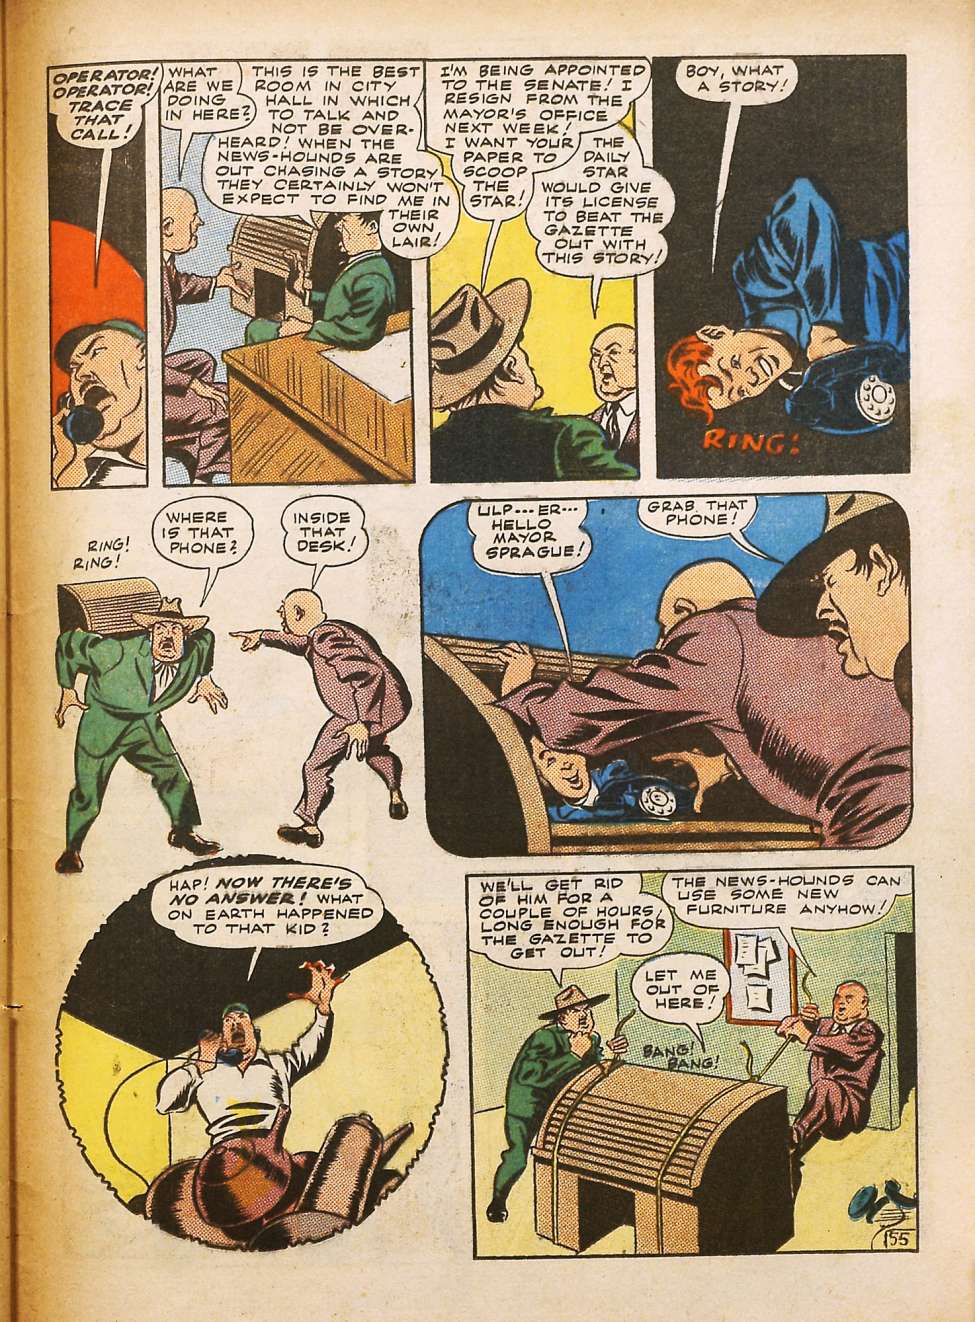 OPERATOR!
OPERATOR!
TRACE
THAT
CALL!
WHAT
ARE WE
DOING
IN HERE?
THIS IS THE BEST
ROOM IN CITY
HALL IN WHICH
TO TALK AND
NOT BE OVER-
HEARD! WHEN THE
NEWS-HOUNDS ARE
OUT CHASING A STORY
THEY CERTAINLY WON'T
EXPECT TO FIND ME IN
THEIR
OWN
LAIR!
I'M BEING APPOINTED
TO THE SENATE! I
RESIGN FROM THE
MAYOR'S OFFICE
NEXT WEEK!
I WANT YOUR
PAPER TO
SCOOP
THE
STAR!
THE
DAILY
STAR
WOULD GIVE
ITS LICENSE
TO BEAT THE
GAZETTE
OUT WITH
THIS STORY!
BOY, WHAT
A STORY!
RING!
RING!
RING!
WHERE
IS THAT
PHONE?
INSIDE
THAT
DESK!
ULP---ER---
HELLO
MAYOR
SPRAGUE!
GRAB THAT
PHONE!
HAP! NOW THERE'S
NO ANSWER! WHAT
ON EARTH HAPPENED
TO THAT KID?
WE'LL GET RID
OF HIM FOR A
COUPLE OF HOURS,
LONG ENOUGH FOR
THE GAZETTE TO
GET OUT!
THE NEWS-HOUNDS CAN
USE SOME NEW
FURNITURE ANYHOW!
LET ME
OUT OF
HERE!
BANG!
BANG!
155